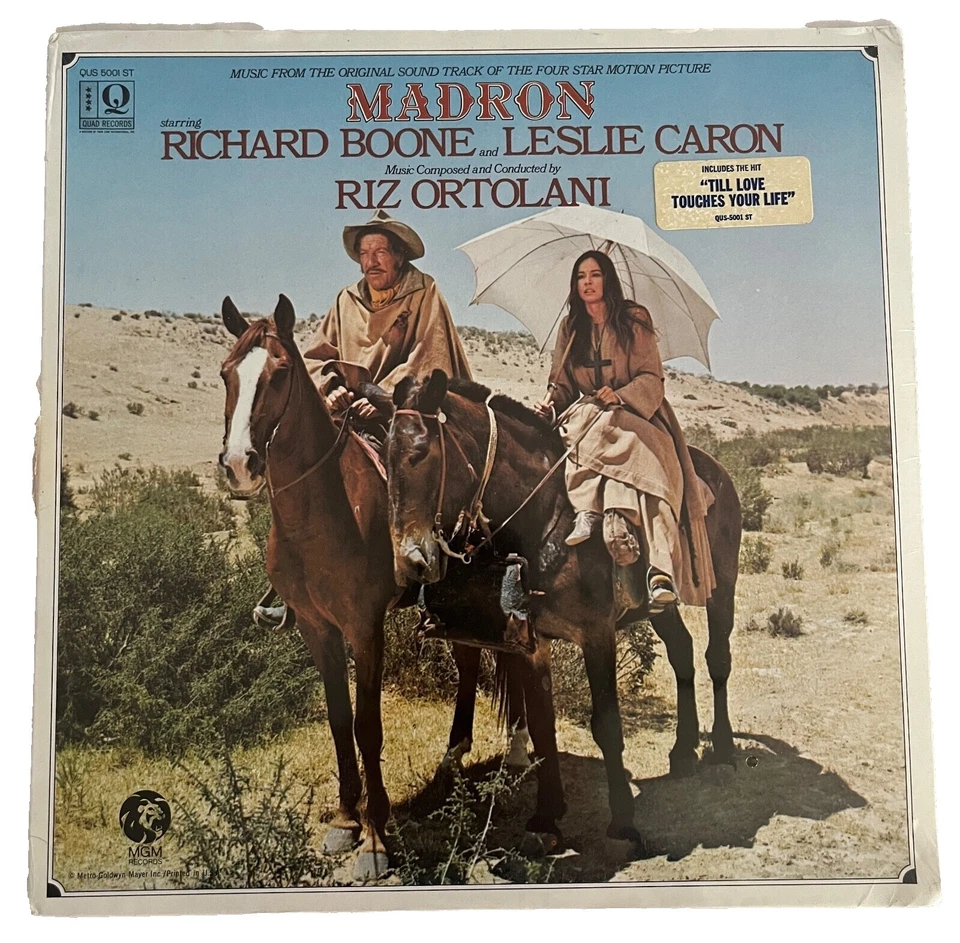 QUS 5001 ST
Q
QUAD RECORDS
MUSIC FROM THE ORIGINAL SOUND TRACK OF THE FOUR STAR MOTION PICTURE
MADRON
starring
RICHARD BOONE and LESLIE CARON
Music Composed and Conducted by
RIZ ORTOLANI
INCLUDES THE HIT
“TILL LOVE
TOUCHES YOUR LIFE”
QUS-5001 ST
MGM
RECORDS
© Metro-Goldwyn-Mayer Inc./Printed in U.S.